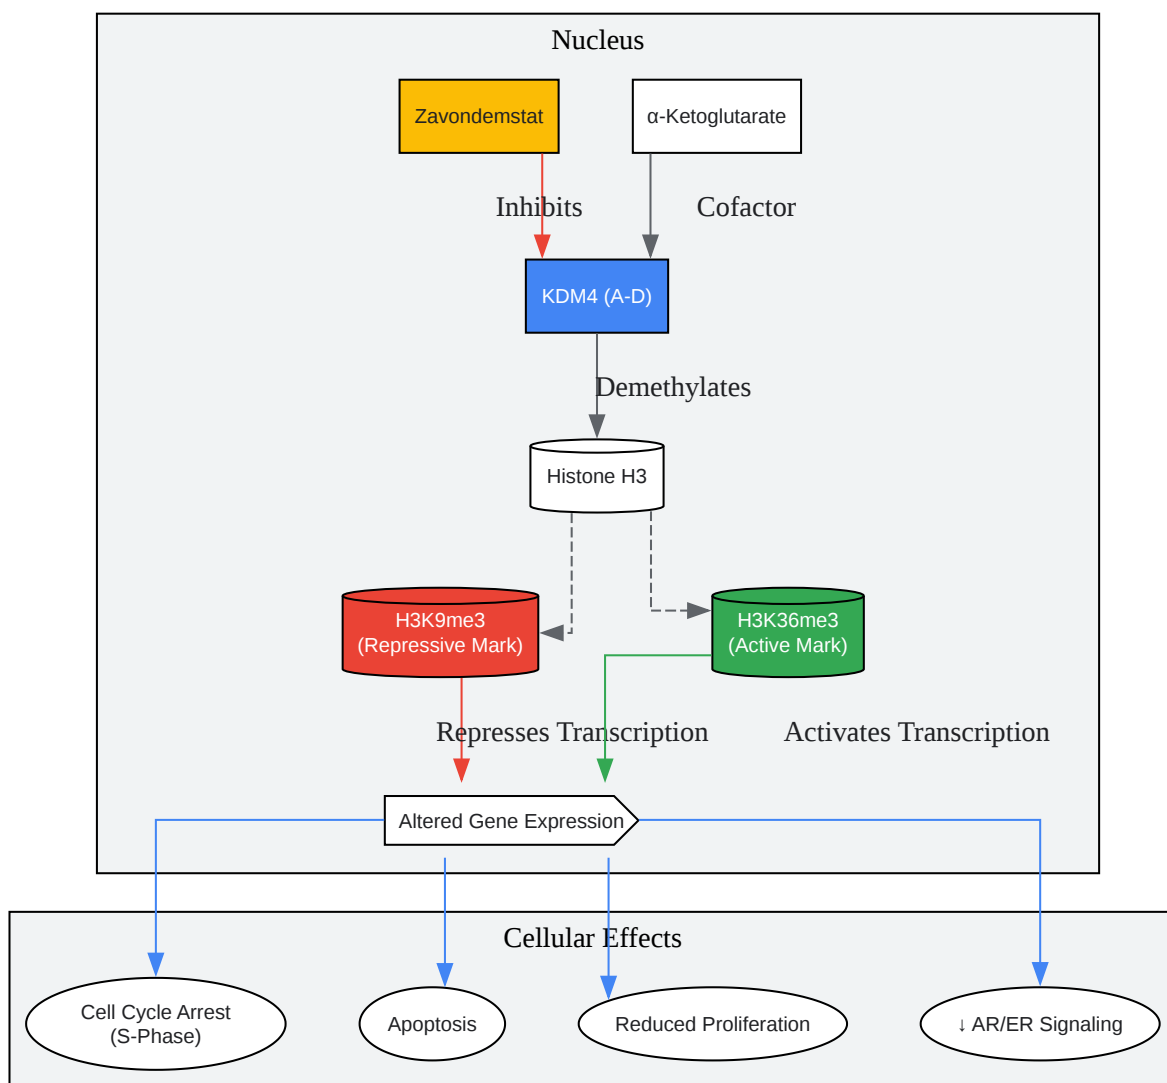 Nucleus
Zavondemstat
α-Ketoglutarate
Inhibits
Cofactor
KDM4 (A-D)
Demethylates
Histone H3
H3K9me3
(Repressive Mark)
H3K36me3
(Active Mark)
Represses Transcription
Activates Transcription
Altered Gene Expression
Cellular Effects
Cell Cycle Arrest
(S-Phase)
Apoptosis
Reduced Proliferation
↓ AR/ER Signaling